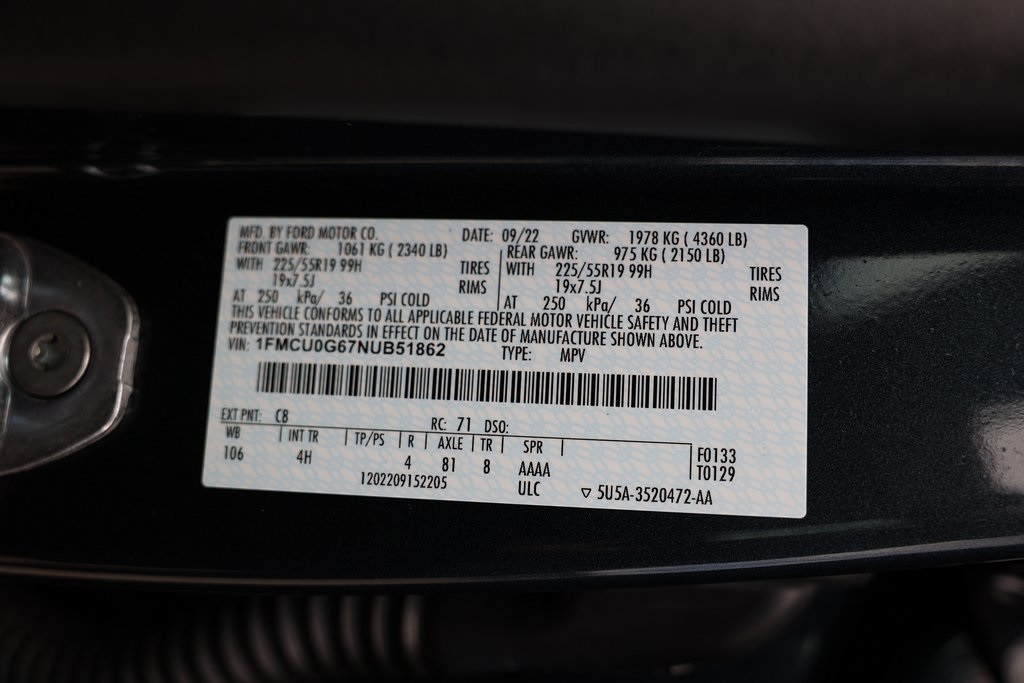 MFD. BY FORD MOTOR CO. DATE: 09/22 GVWR: 1978 KG ( 4360 LB)
FRONT GAWR: 1061 KG ( 2340 LB) REAR GAWR: 975 KG ( 2150 LB)
WITH 225/55R19 99H TIRES WITH 225/55R19 99H TIRES
19x7.5J RIMS 19x7.5J RIMS
AT 250 kPa/ 36 PSI COLD AT 250 kPa/ 36 PSI COLD
THIS VEHICLE CONFORMS TO ALL APPLICABLE FEDERAL MOTOR VEHICLE SAFETY AND THEFT
PREVENTION STANDARDS IN EFFECT ON THE DATE OF MANUFACTURE SHOWN ABOVE.
VIN: 1FMCU0G67NUB51862 TYPE: MPV
EXT PNT: C8 RC: 71 DSO:
WB INT TR TP/PS R AXLE TR SPR F0133
106 4H 4 81 8 AAAA T0129
1202209152205 ULC ▽ 5U5A-3520472-AA